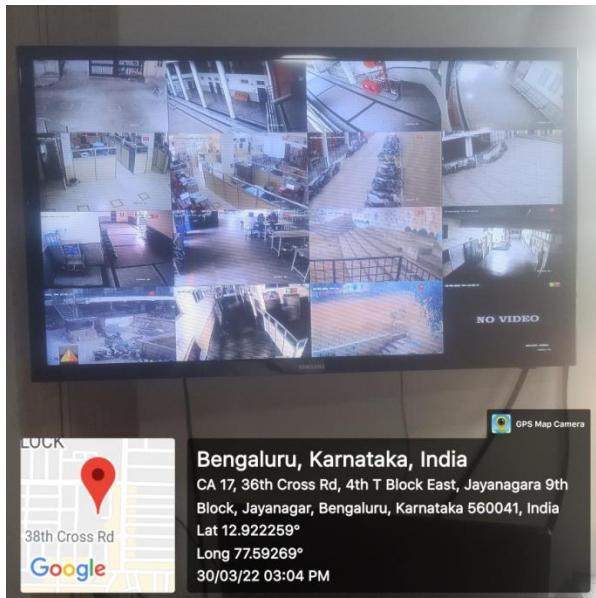 NO VIDEO
SAMSUNG
GPS Map Camera
LOCK
38th Cross Rd
Google
Bengaluru, Karnataka, India
CA 17, 36th Cross Rd, 4th T Block East, Jayanagara 9th
Block, Jayanagar, Bengaluru, Karnataka 560041, India
Lat 12.922259°
Long 77.59269°
30/03/22 03:04 PM